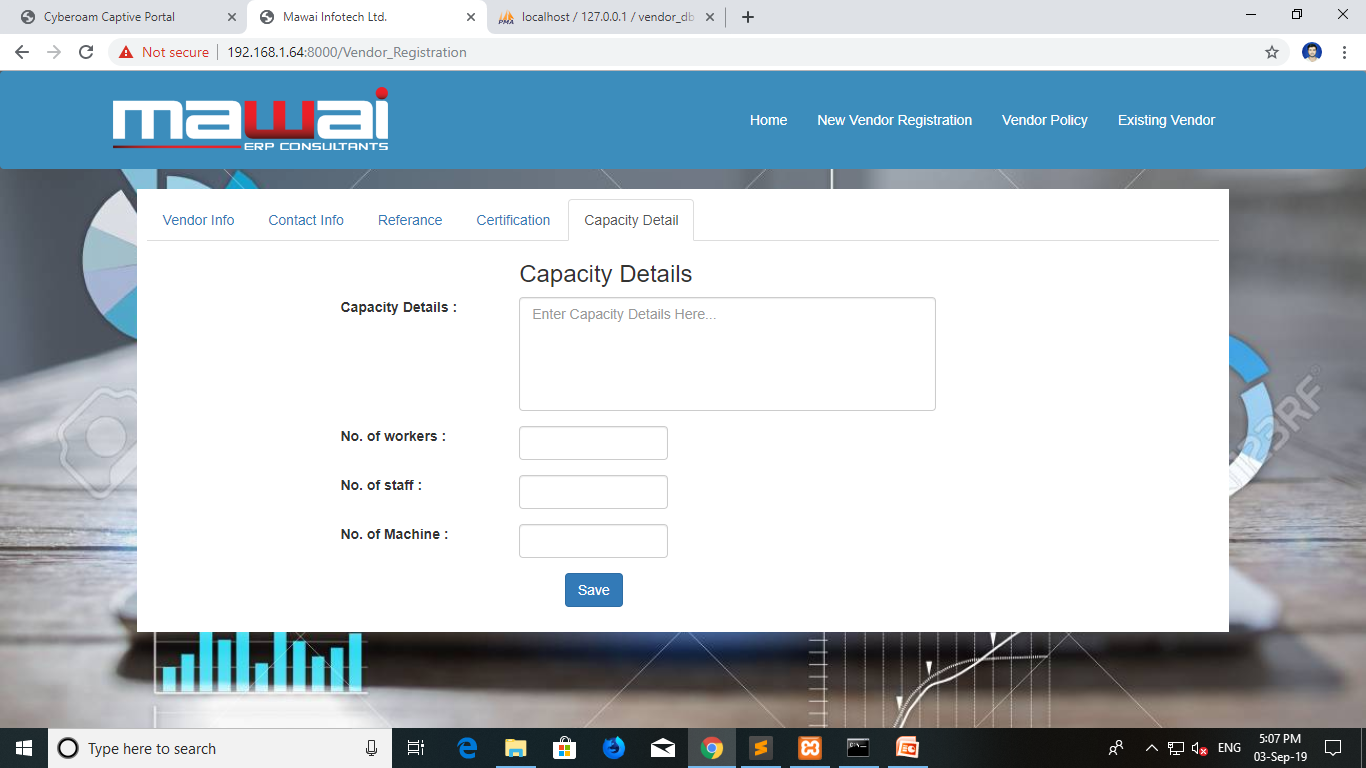 Cyberoam Captive Portal
Mawai Infotech Ltd.
localhost / 127.0.0.1 / vendor_db
Not secure
192.168.1.64:8000/Vendor_Registration
mawai
ERP CONSULTANTS
Home
New Vendor Registration
Vendor Policy
Existing Vendor
Vendor Info
Contact Info
Referance
Certification
Capacity Detail
Capacity Details
Capacity Details :
Enter Capacity Details Here...
No. of workers :
No. of staff :
No. of Machine :
Save
123RF
Type here to search
ENG
5:07 PM
03-Sep-19